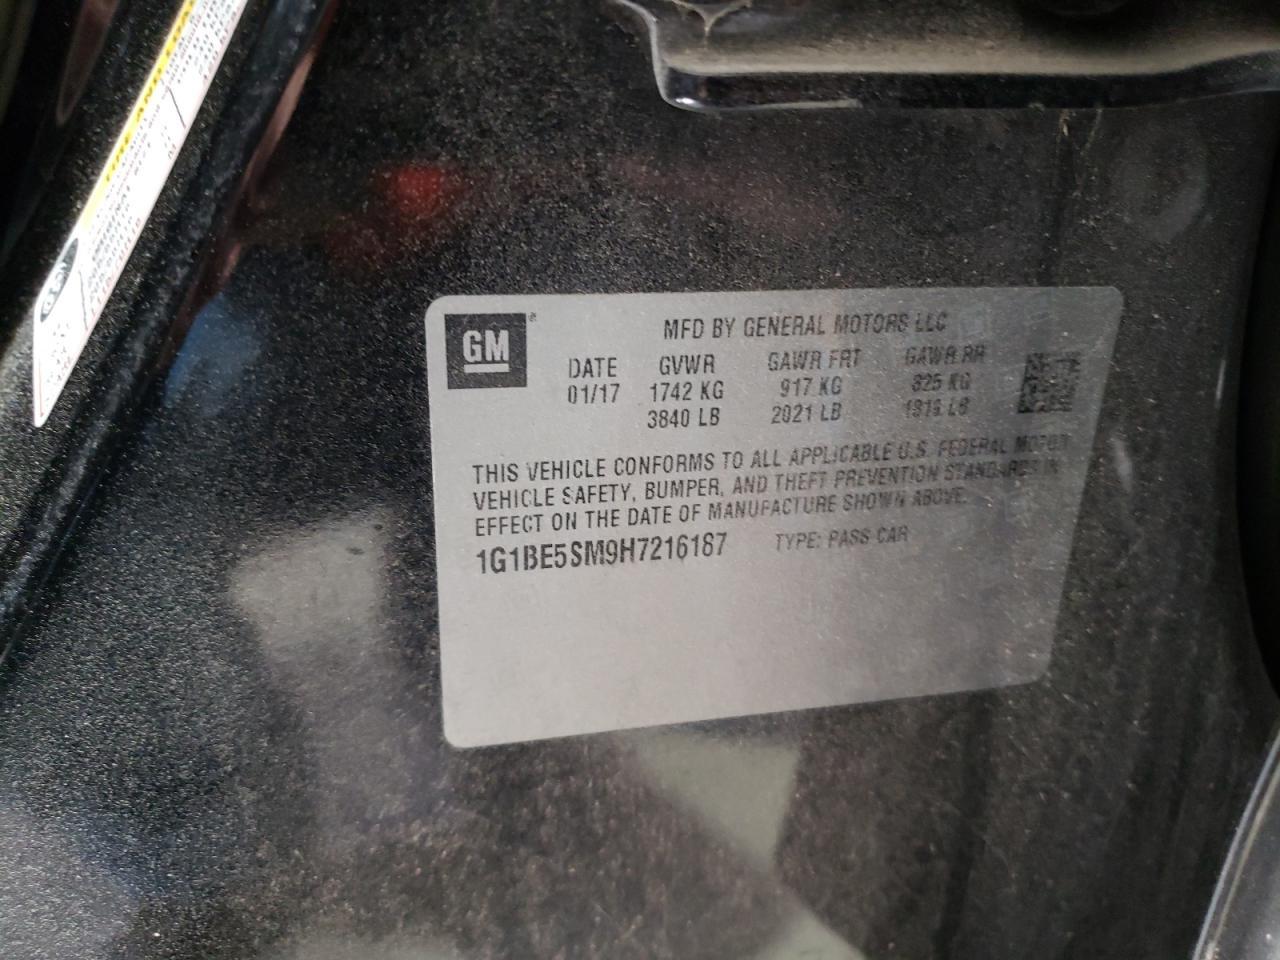 GM
MFD BY GENERAL MOTORS LLC
DATE GVWR GAWR FRT GAWR RR
01/17 1742 KG 917 KG 825 KG
3840 LB 2021 LB 1819 LB
THIS VEHICLE CONFORMS TO ALL APPLICABLE U.S. FEDERAL MOTOR
VEHICLE SAFETY, BUMPER, AND THEFT PREVENTION STANDARDS IN
EFFECT ON THE DATE OF MANUFACTURE SHOWN ABOVE.
1G1BE5SM9H7216187 TYPE: PASS CAR